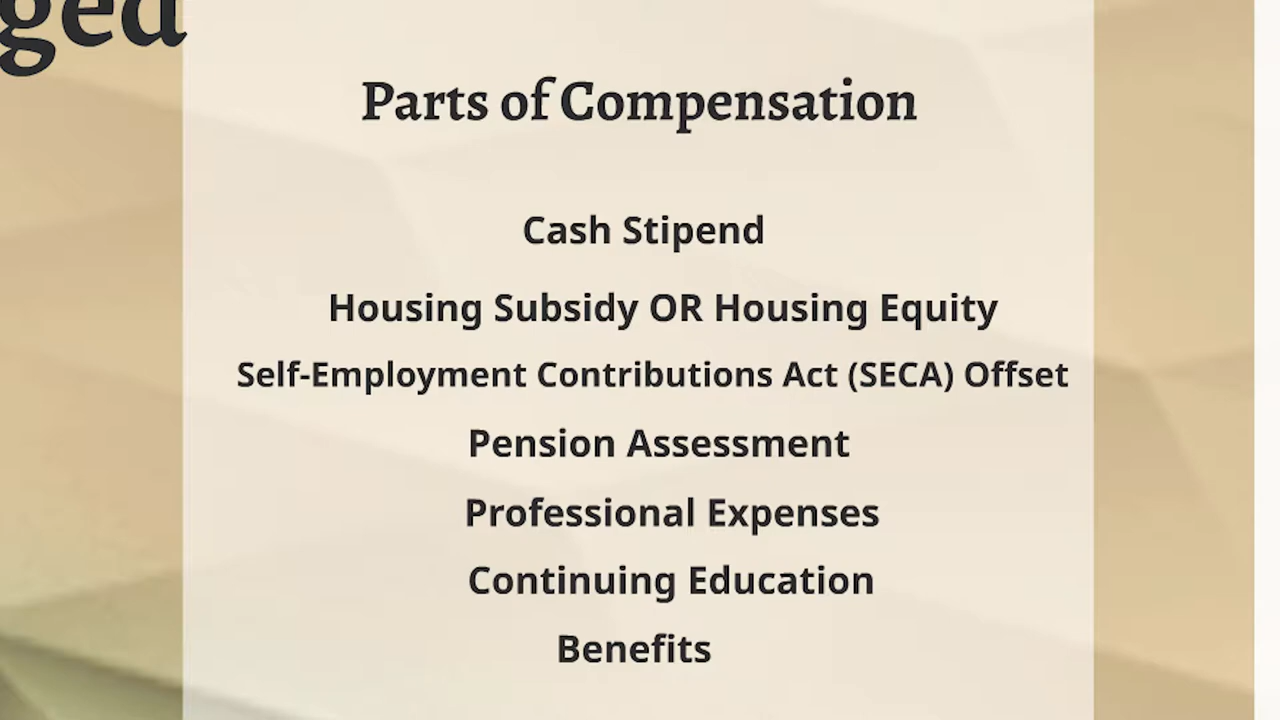 ged
Parts of Compensation
Cash Stipend
Housing Subsidy OR Housing Equity
Self-Employment Contributions Act (SECA) Offset
Pension Assessment
Professional Expenses
Continuing Education
Benefits